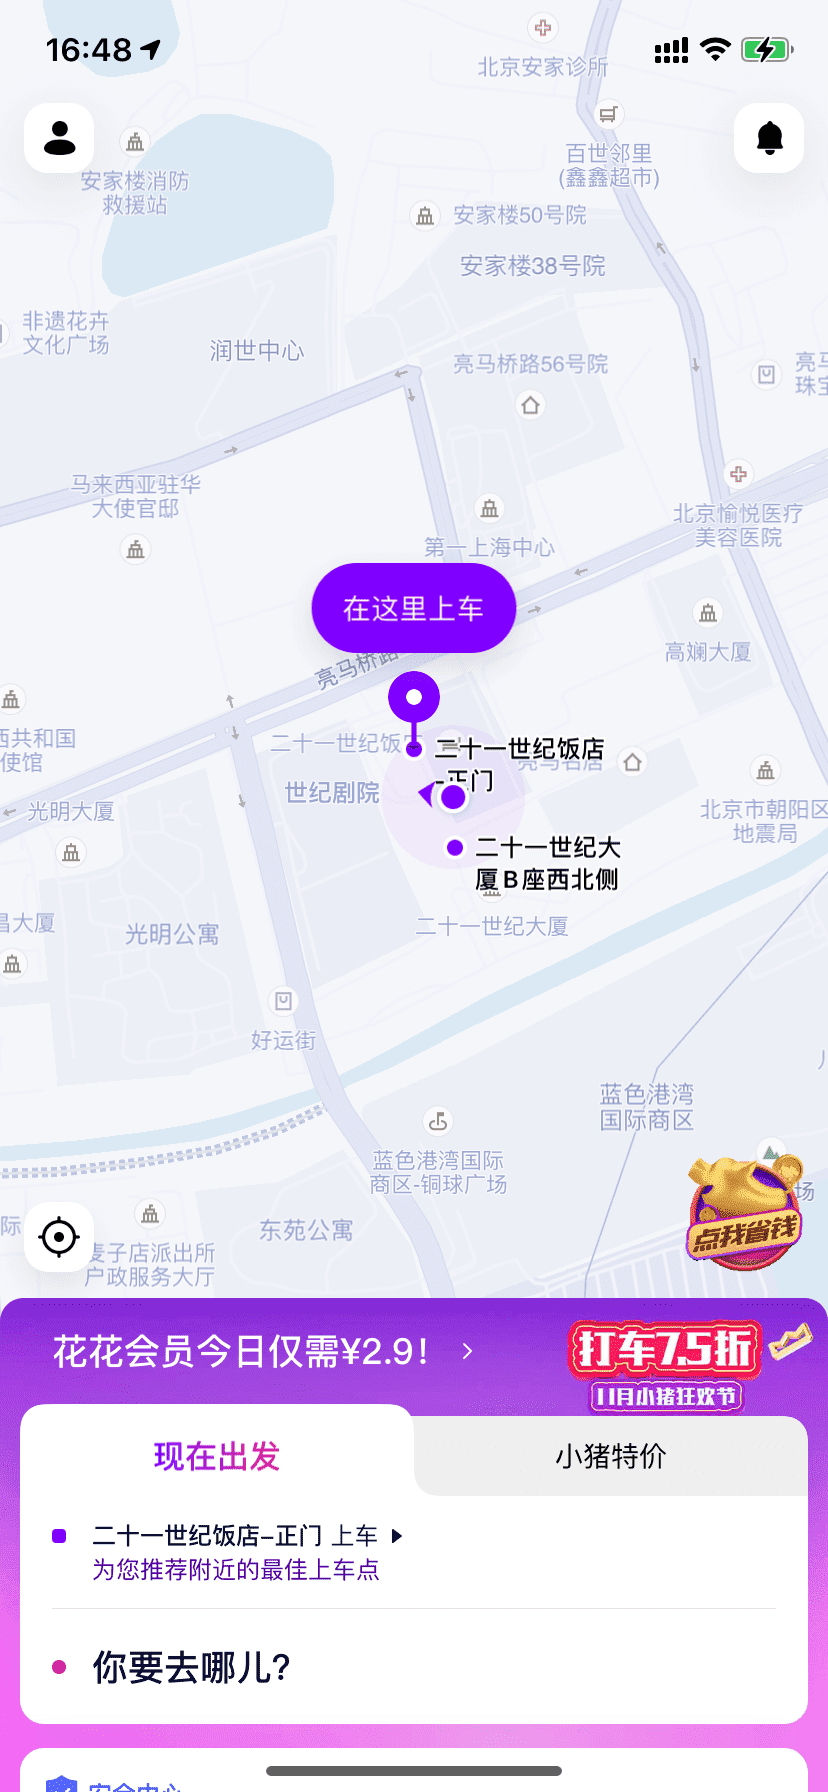 16:48
北京安家诊所
百世邻里
(鑫鑫超市)
安家楼消防
救援站
安家楼50号院
安家楼38号院
非遗花卉
文化广场
润世中心
亮马桥路56号院
亮马
珠宝
马来西亚驻华
大使官邸
北京愉悦医疗
美容医院
第一上海中心
在这里上车
高斓大厦
亮马桥路
西共和国
使馆
二十一世纪饭店
二十一世纪饭店
-正门
世纪剧院
光明大厦
北京市朝阳区
地震局
二十一世纪大
厦B座西北侧
昌大厦
光明公寓
二十一世纪大厦
好运街
蓝色港湾
国际商区
蓝色港湾国际
商区-铜球广场
场
点我省钱
际
东苑公寓
麦子店派出所
户政服务大厅
花花会员今日仅需¥2.9!
打车7.5折
11月小猪狂欢节
现在出发
小猪特价
二十一世纪饭店-正门 上车
为您推荐附近的最佳上车点
你要去哪儿?
安全中心